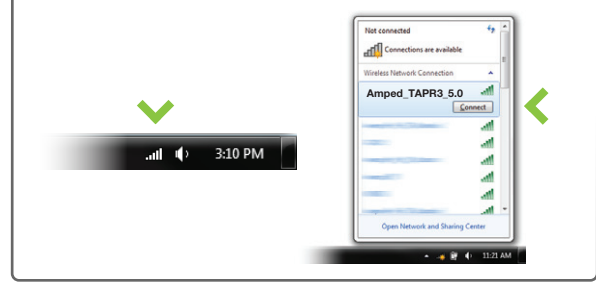 3:10 PM
Not connected
Connections are available
Wireless Network Connection
Amped_TAPR3_5.0
Connect
Open Network and Sharing Center
11:21 AM